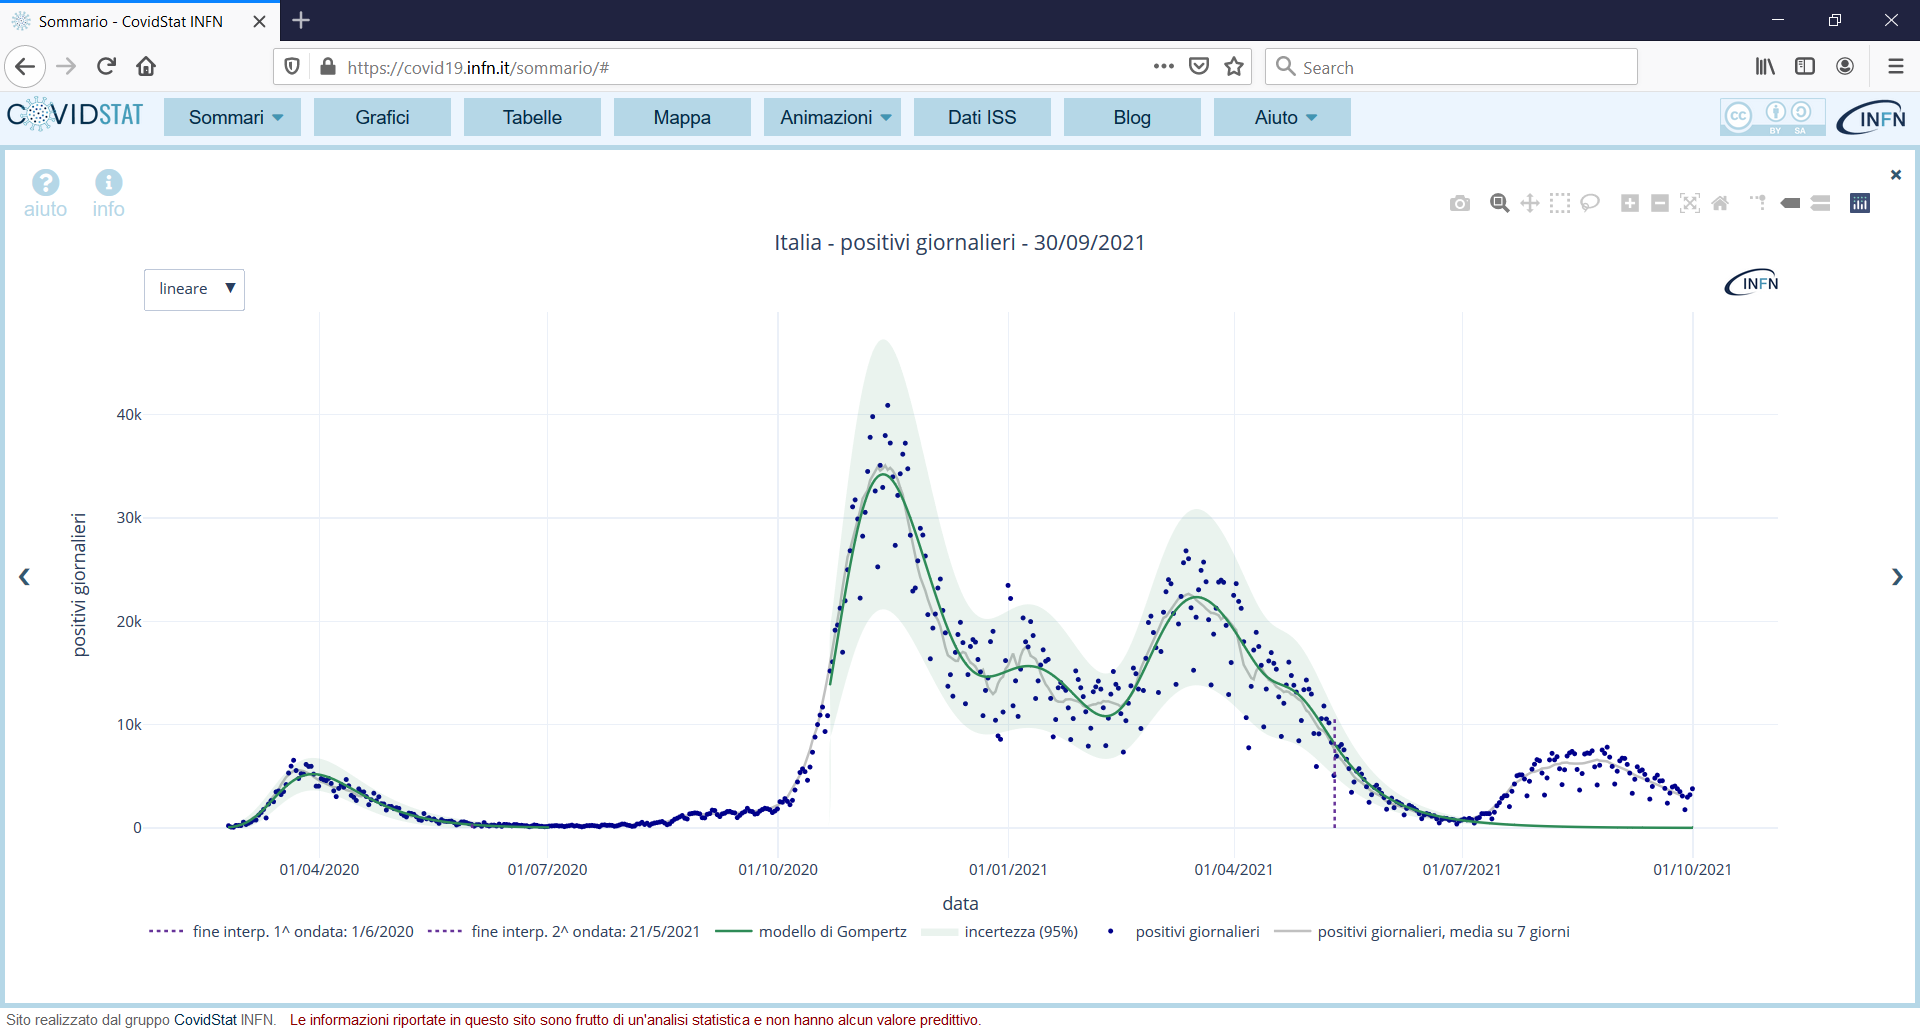 Sommario - CovidStat INFN
https://covid19.infn.it/sommario/#
Search
COVIDSTAT
Sommari
Grafici
Tabelle
Mappa
Animazioni
Dati ISS
Blog
Aiuto
cc BY SA
INFN
aiuto
info
Italia - positivi giornalieri - 30/09/2021
lineare
INFN
positivi giornalieri
40k
30k
20k
10k
0
01/04/2020
01/07/2020
01/10/2020
01/01/2021
01/04/2021
01/07/2021
01/10/2021
data
fine interp. 1^ ondata: 1/6/2020
fine interp. 2^ ondata: 21/5/2021
modello di Gompertz
incertezza (95%)
positivi giornalieri
positivi giornalieri, media su 7 giorni
Sito realizzato dal gruppo CovidStat INFN. Le informazioni riportate in questo sito sono frutto di un'analisi statistica e non hanno alcun valore predittivo.